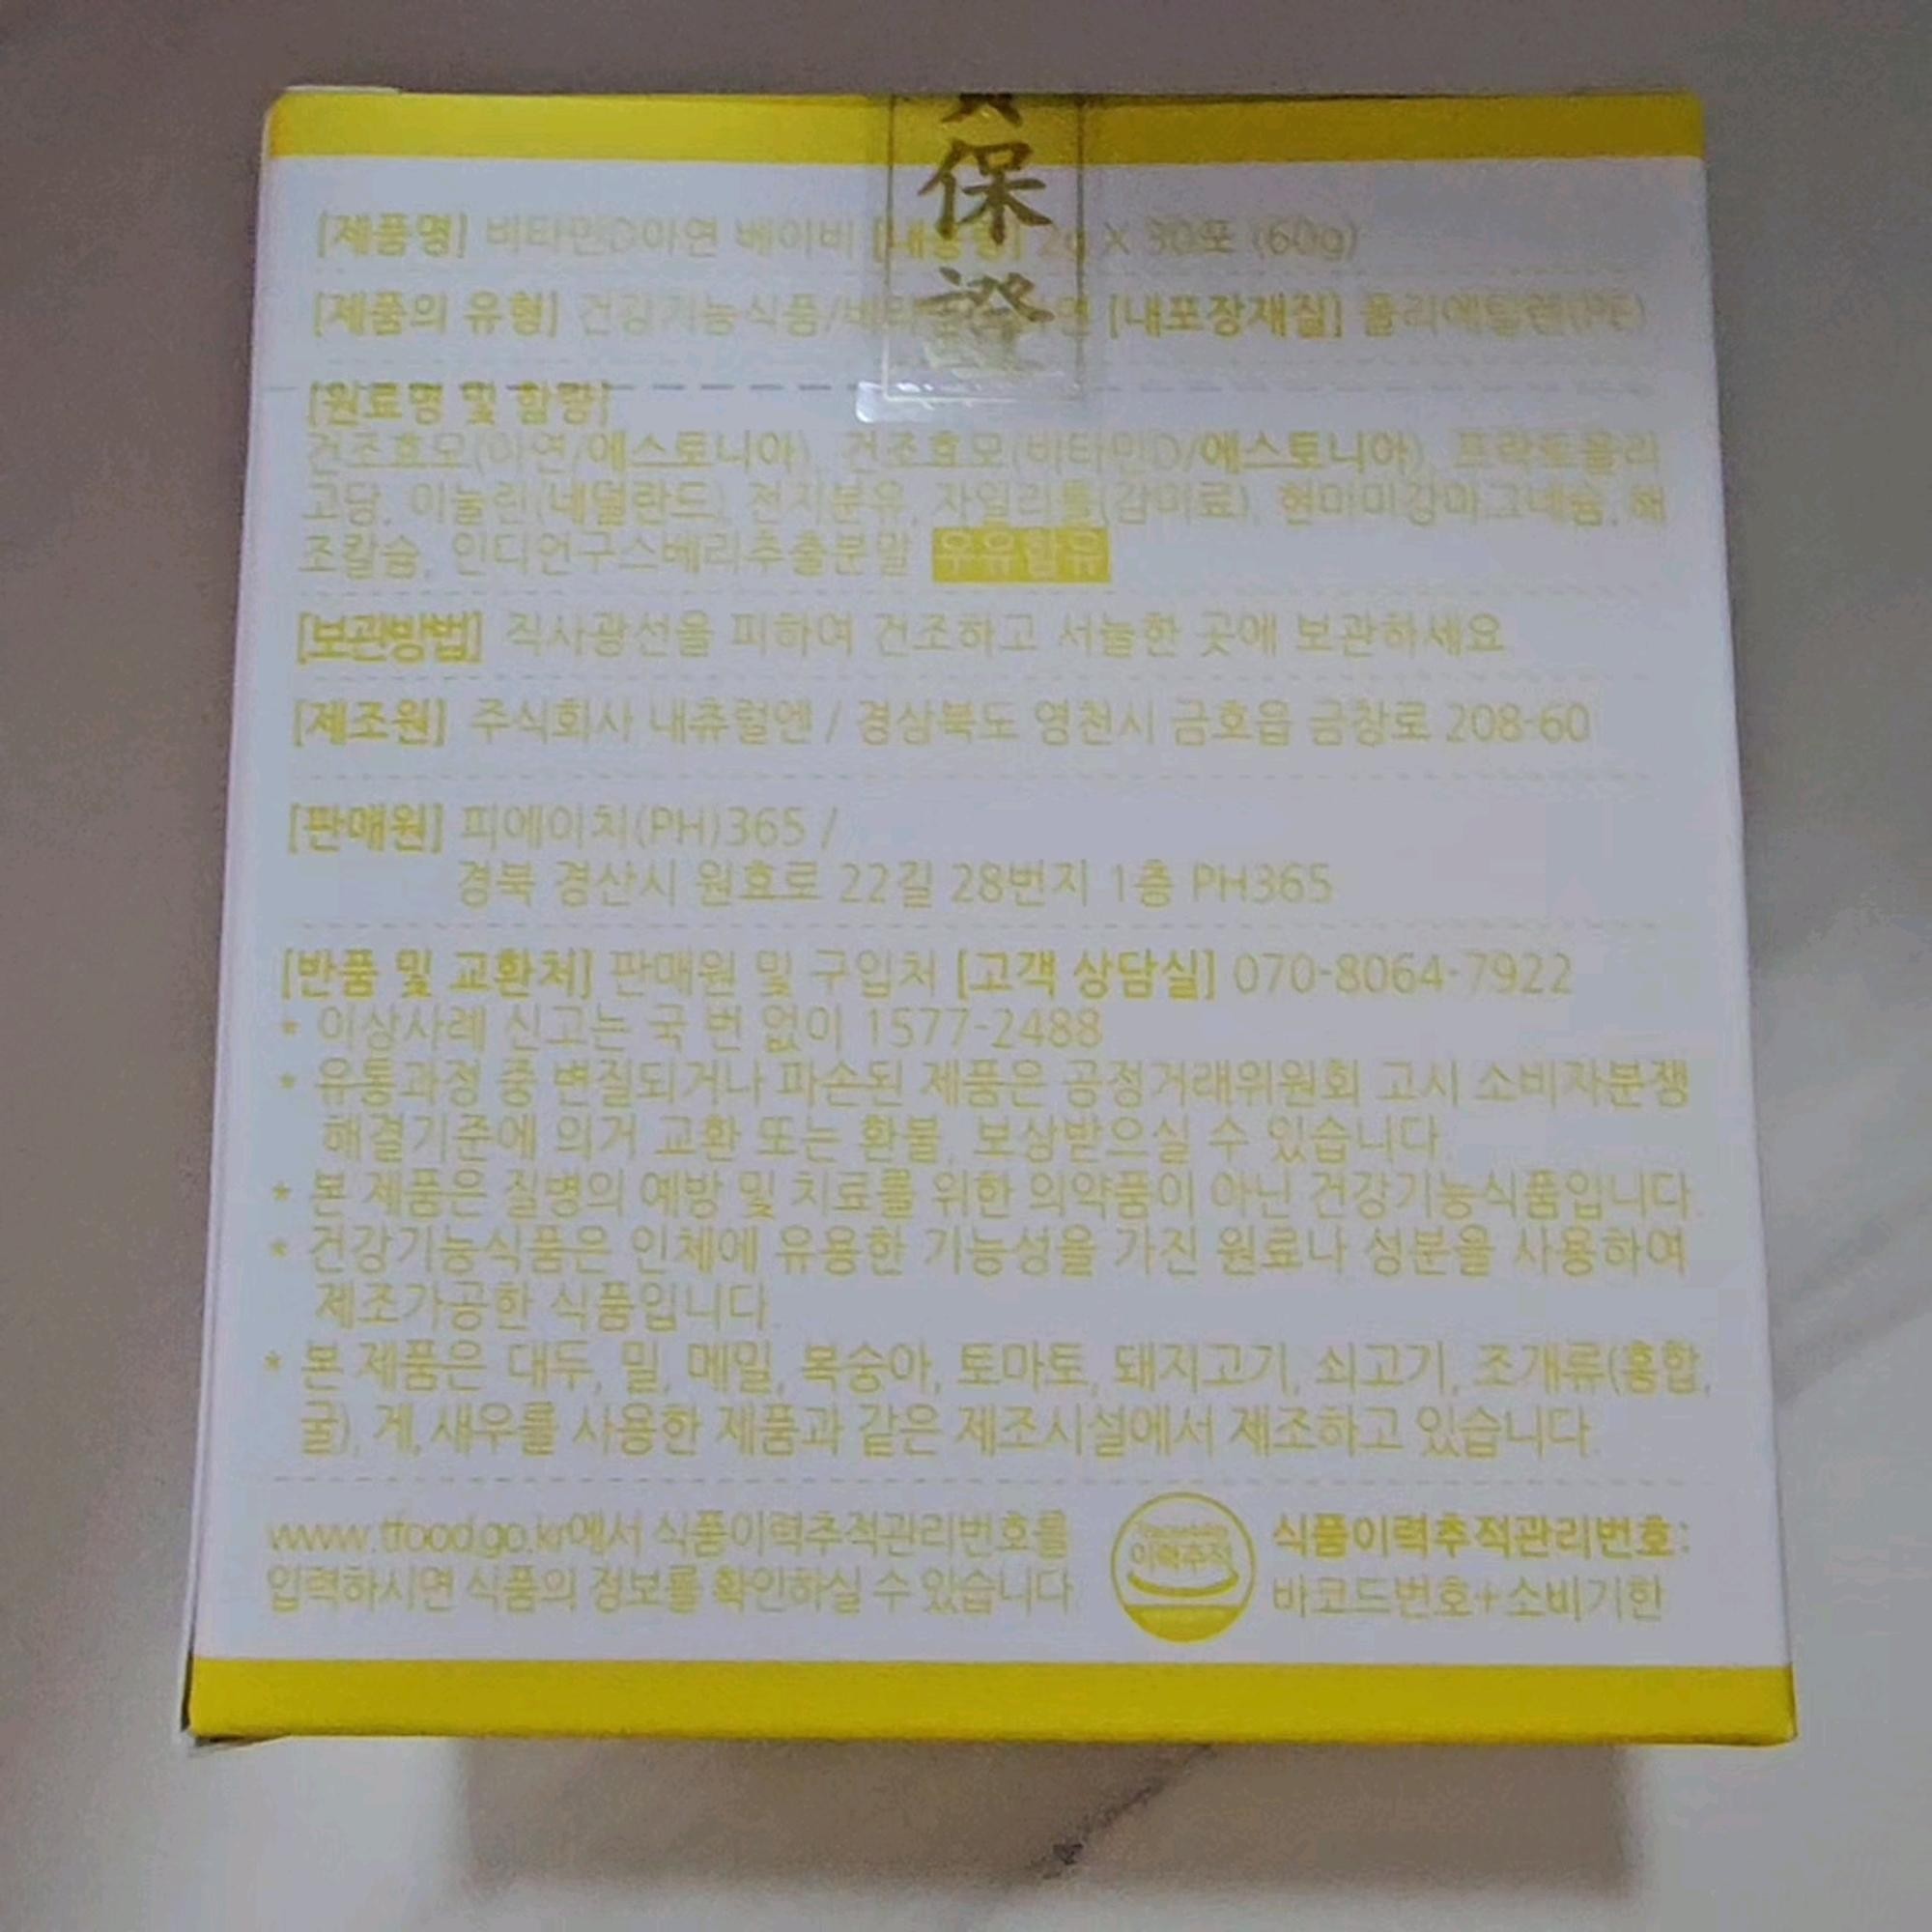 保
證
[제품명] 비타민D아연 베이비 [내용량] 2g X 30포 (60g)
[제품의 유형] 건강기능식품/비타민 [내포장재질] 폴리에틸렌(PE)
[원료명 및 함량]
건조효모(아연/에스토니아), 건조효모(비타민D/에스토니아), 프락토올리
고당, 이눌린(네덜란드), 전지분유, 자일리톨(감미료), 현미미강마그네슘, 해
조칼슘, 인디언구스베리추출분말 우유함유
[보관방법] 직사광선을 피하여 건조하고 서늘한 곳에 보관하세요
[제조원] 주식회사 내츄럴엔 / 경상북도 영천시 금호읍 금창로 208-60
[판매원] 피에이치(PH)365 /
경북 경산시 원효로 22길 28번지 1층 PH365
[반품 및 교환처] 판매원 및 구입처 [고객 상담실] 070-8064-7922
* 이상사례 신고는 국 번 없이 1577-2488
* 유통과정 중 변질되거나 파손된 제품은 공정거래위원회 고시 소비자분쟁
해결기준에 의거 교환 또는 환불, 보상받으실 수 있습니다.
* 본 제품은 질병의 예방 및 치료를 위한 의약품이 아닌 건강기능식품입니다.
* 건강기능식품은 인체에 유용한 기능성을 가진 원료나 성분을 사용하여
제조가공한 식품입니다.
* 본 제품은 대두, 밀, 메밀, 복숭아, 토마토, 돼지고기, 쇠고기, 조개류(홍합,
굴), 게, 새우를 사용한 제품과 같은 제조시설에서 제조하고 있습니다.
www.tfood.go.kr에서 식품이력추적관리번호를
입력하시면 식품의 정보를 확인하실 수 있습니다
이력추적
식품이력추적관리번호:
바코드번호+소비기한